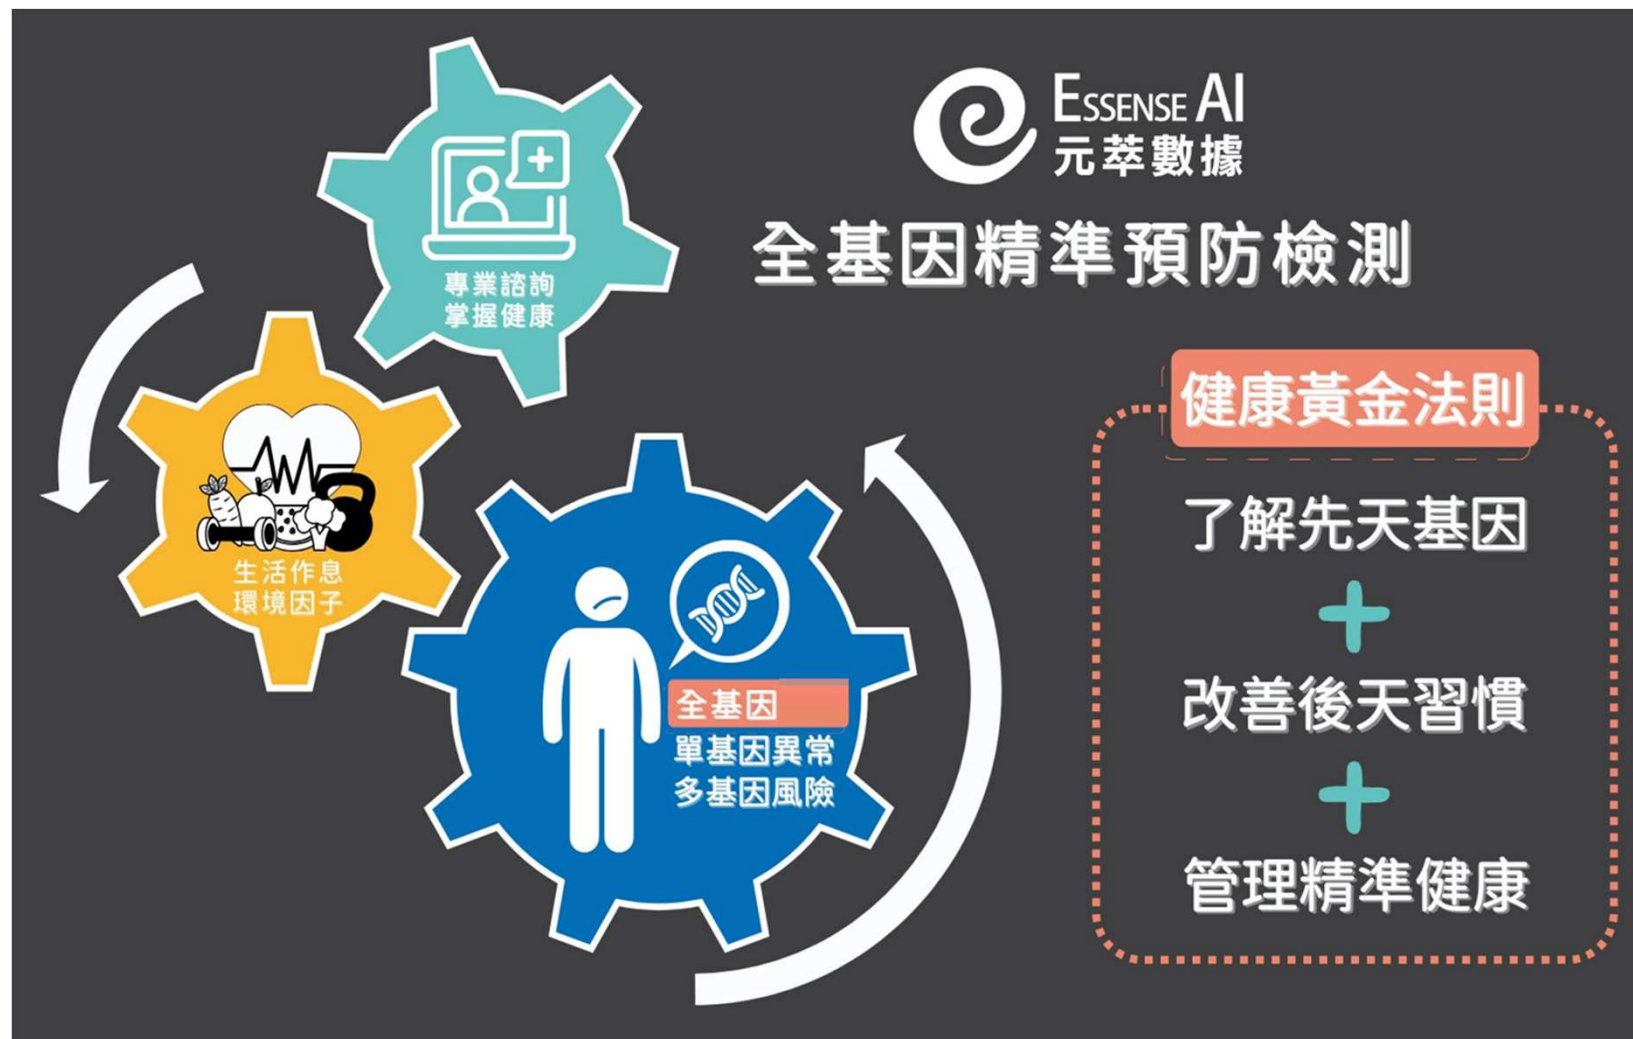 ESSENSE AI
元萃數據
全基因精準預防檢測
專業諮詢
掌握健康
生活作息
環境因子
全基因
單基因異常
多基因風險
健康黃金法則
了解先天基因
+
改善後天習慣
+
管理精準健康